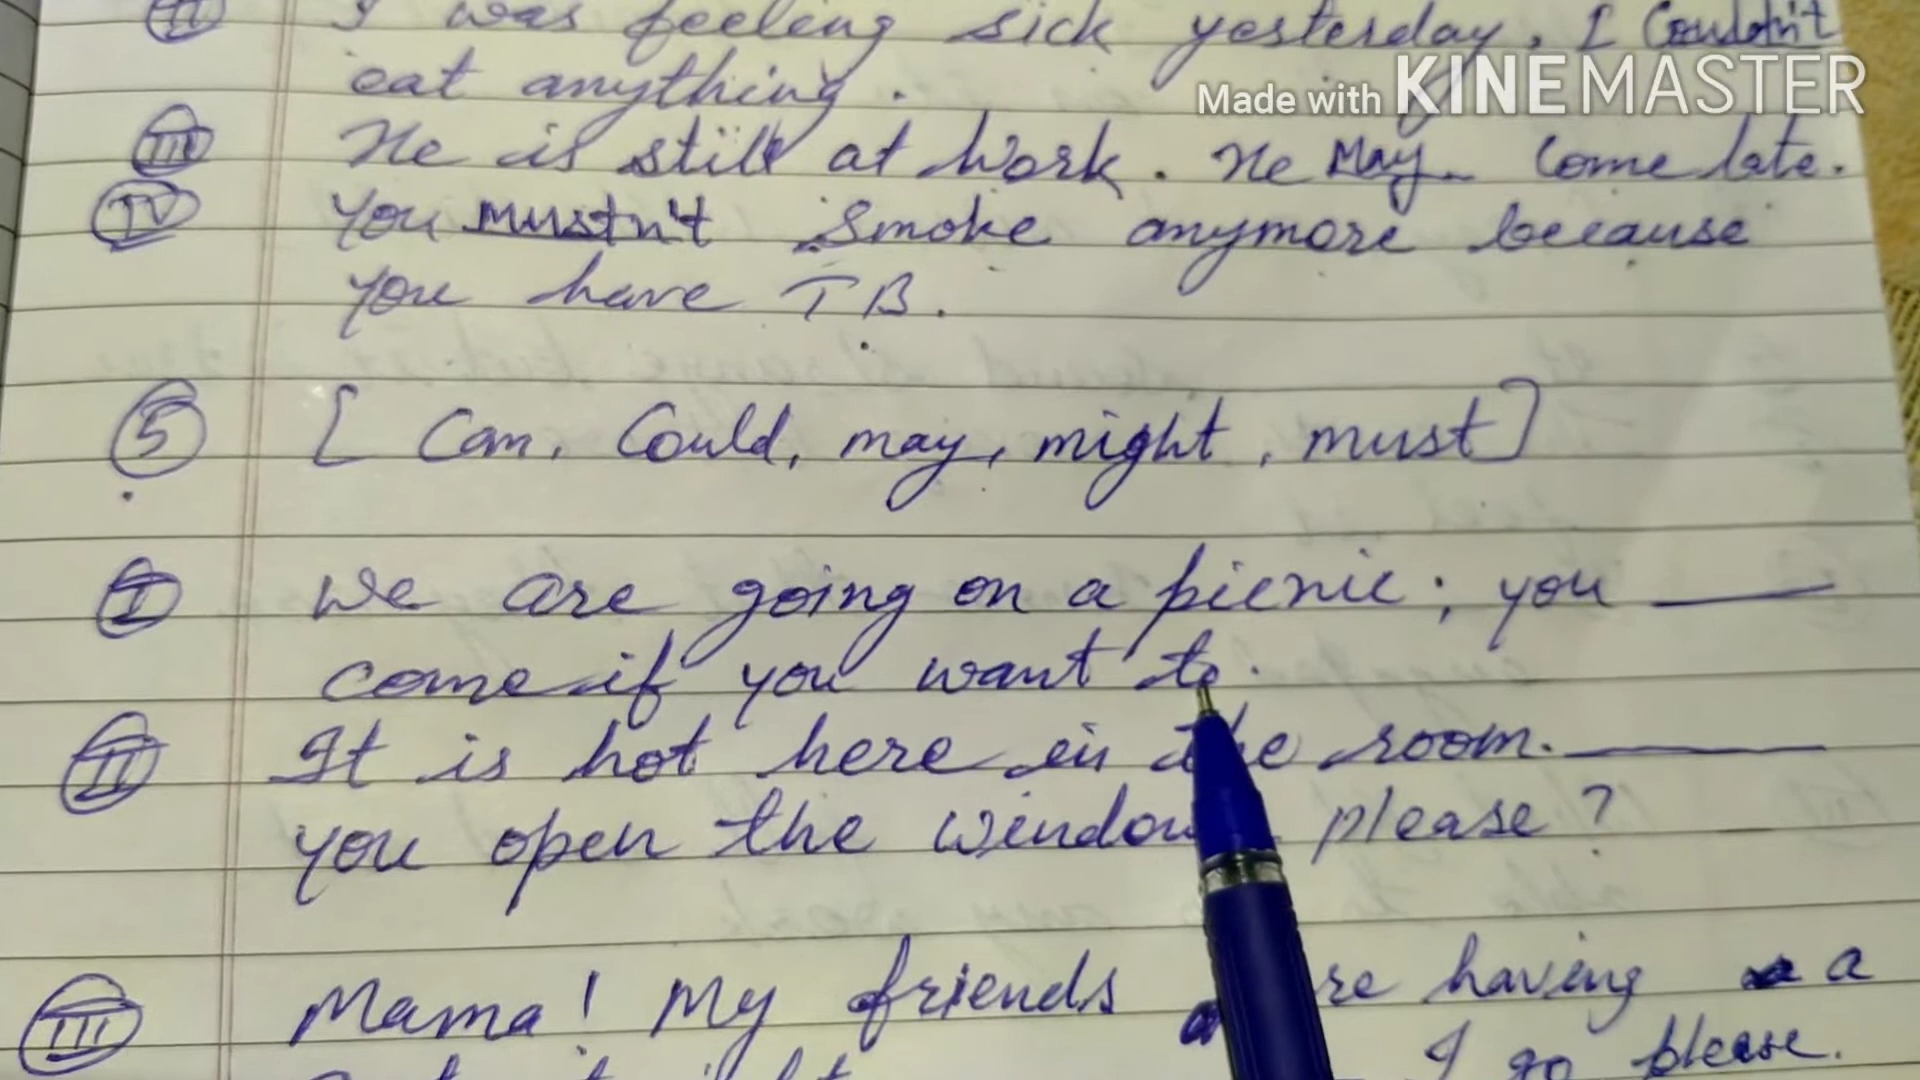 II I was feeling sick yesterday. I Couldn't
eat anything.
Made with KINEMASTER
III He is still at work. He May come late.
IV You mustn't smoke anymore because
you have TB.
5 [ Can, Could, may, might, must]
I We are going on a picnic; you ____
come if you want to.
II It is hot here in the room. ____
you open the window please?
III Mama! My friends are having a
I go please.